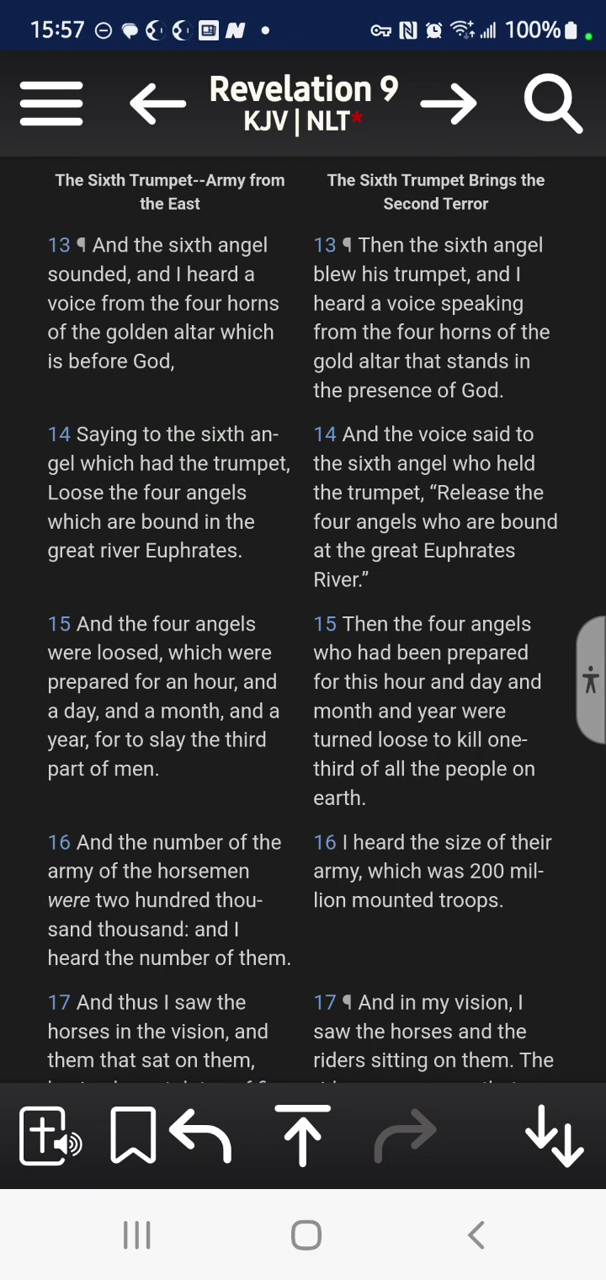 15:57
100%
Revelation 9
KJV | NLT*
The Sixth Trumpet--Army from
the East
13 ¶ And the sixth angel
sounded, and I heard a
voice from the four horns
of the golden altar which
is before God,
14 Saying to the sixth an-
gel which had the trumpet,
Loose the four angels
which are bound in the
great river Euphrates.
15 And the four angels
were loosed, which were
prepared for an hour, and
a day, and a month, and a
year, for to slay the third
part of men.
16 And the number of the
army of the horsemen
were two hundred thou-
sand thousand: and I
heard the number of them.
17 And thus I saw the
horses in the vision, and
them that sat on them,
The Sixth Trumpet Brings the
Second Terror
13 ¶ Then the sixth angel
blew his trumpet, and I
heard a voice speaking
from the four horns of the
gold altar that stands in
the presence of God.
14 And the voice said to
the sixth angel who held
the trumpet, “Release the
four angels who are bound
at the great Euphrates
River.”
15 Then the four angels
who had been prepared
for this hour and day and
month and year were
turned loose to kill one-
third of all the people on
earth.
16 I heard the size of their
army, which was 200 mil-
lion mounted troops.
17 ¶ And in my vision, I
saw the horses and the
riders sitting on them. The